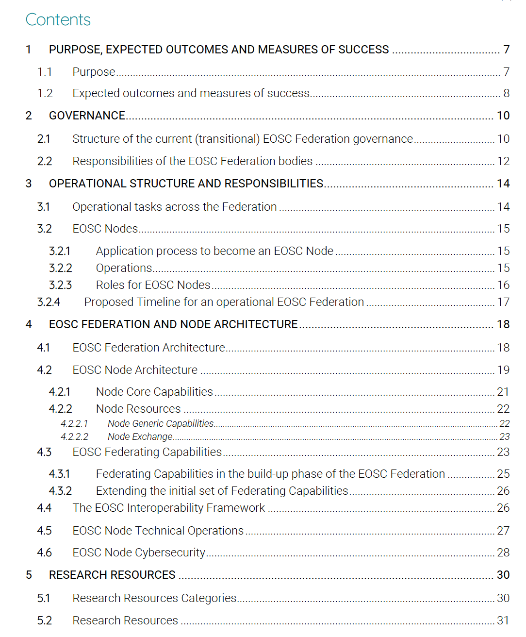 Contents
1 PURPOSE, EXPECTED OUTCOMES AND MEASURES OF SUCCESS 7
1.1 Purpose 7
1.2 Expected outcomes and measures of success 8
2 GOVERNANCE 10
2.1 Structure of the current (transitional) EOSC Federation governance 10
2.2 Responsibilities of the EOSC Federation bodies 12
3 OPERATIONAL STRUCTURE AND RESPONSIBILITIES 14
3.1 Operational tasks across the Federation 14
3.2 EOSC Nodes 15
3.2.1 Application process to become an EOSC Node 15
3.2.2 Operations 15
3.2.3 Roles for EOSC Nodes 16
3.2.4 Proposed Timeline for an operational EOSC Federation 17
4 EOSC FEDERATION AND NODE ARCHITECTURE 18
4.1 EOSC Federation Architecture 18
4.2 EOSC Node Architecture 19
4.2.1 Node Core Capabilities 21
4.2.2 Node Resources 22
4.2.2.1 Node Generic Capabilities 22
4.2.2.2 Node Exchange 23
4.3 EOSC Federating Capabilities 23
4.3.1 Federating Capabilities in the build-up phase of the EOSC Federation 25
4.3.2 Extending the initial set of Federating Capabilities 26
4.4 The EOSC Interoperability Framework 26
4.5 EOSC Node Technical Operations 27
4.6 EOSC Node Cybersecurity 28
5 RESEARCH RESOURCES 30
5.1 Research Resources Categories 30
5.2 Research Resources 31